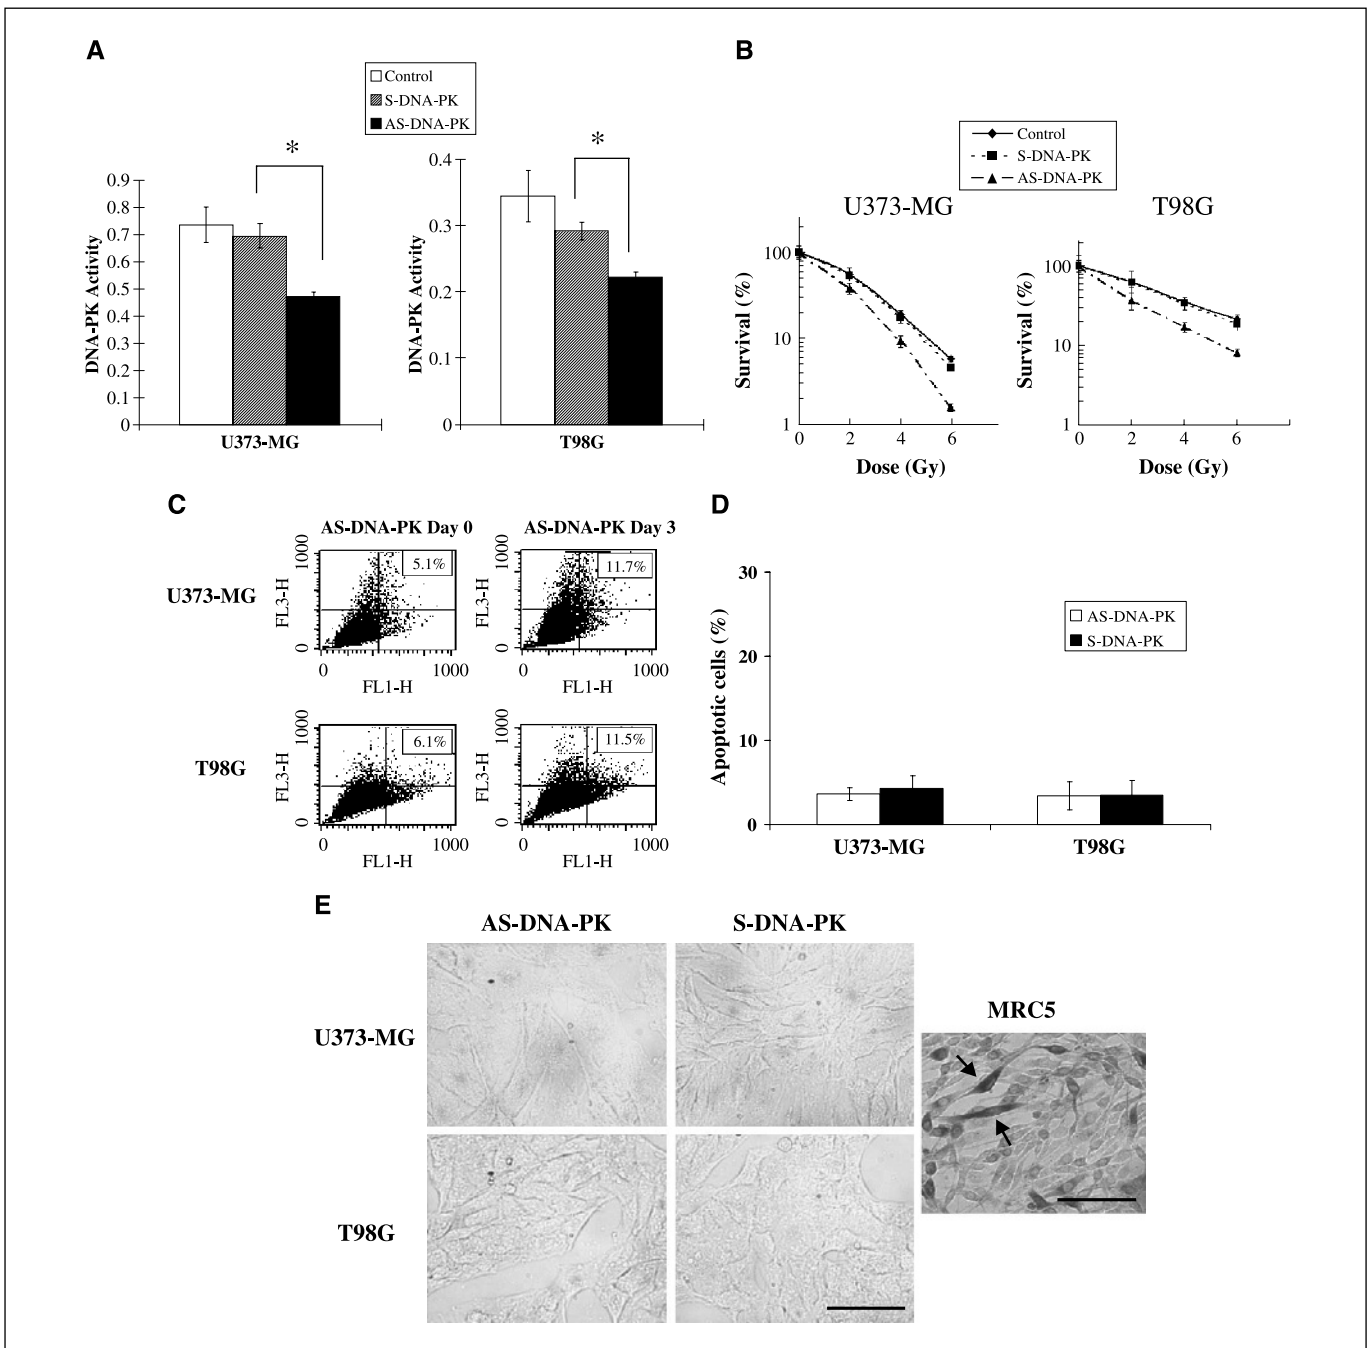 A
Control
S-DNA-PK
AS-DNA-PK
*
*
DNA-PK Activity
0.9
0.8
0.7
0.6
0.5
0.4
0.3
0.2
0.1
0
U373-MG
DNA-PK Activity
0.4
0.3
0.2
0.1
0
T98G
B
Control
S-DNA-PK
AS-DNA-PK
U373-MG
Survival (%)
100
10
1
0 2 4 6
Dose (Gy)
T98G
Survival (%)
100
10
1
0 2 4 6
Dose (Gy)
C
AS-DNA-PK Day 0
AS-DNA-PK Day 3
U373-MG
FL3-H
1000
0
5.1%
0 1000
FL1-H
FL3-H
1000
0
11.7%
0 1000
FL1-H
T98G
FL3-H
1000
0
6.1%
0 1000
FL1-H
FL3-H
1000
0
11.5%
0 1000
FL1-H
D
Apoptotic cells (%)
30
20
10
0
AS-DNA-PK
S-DNA-PK
U373-MG
T98G
E
AS-DNA-PK
S-DNA-PK
U373-MG
T98G
MRC5